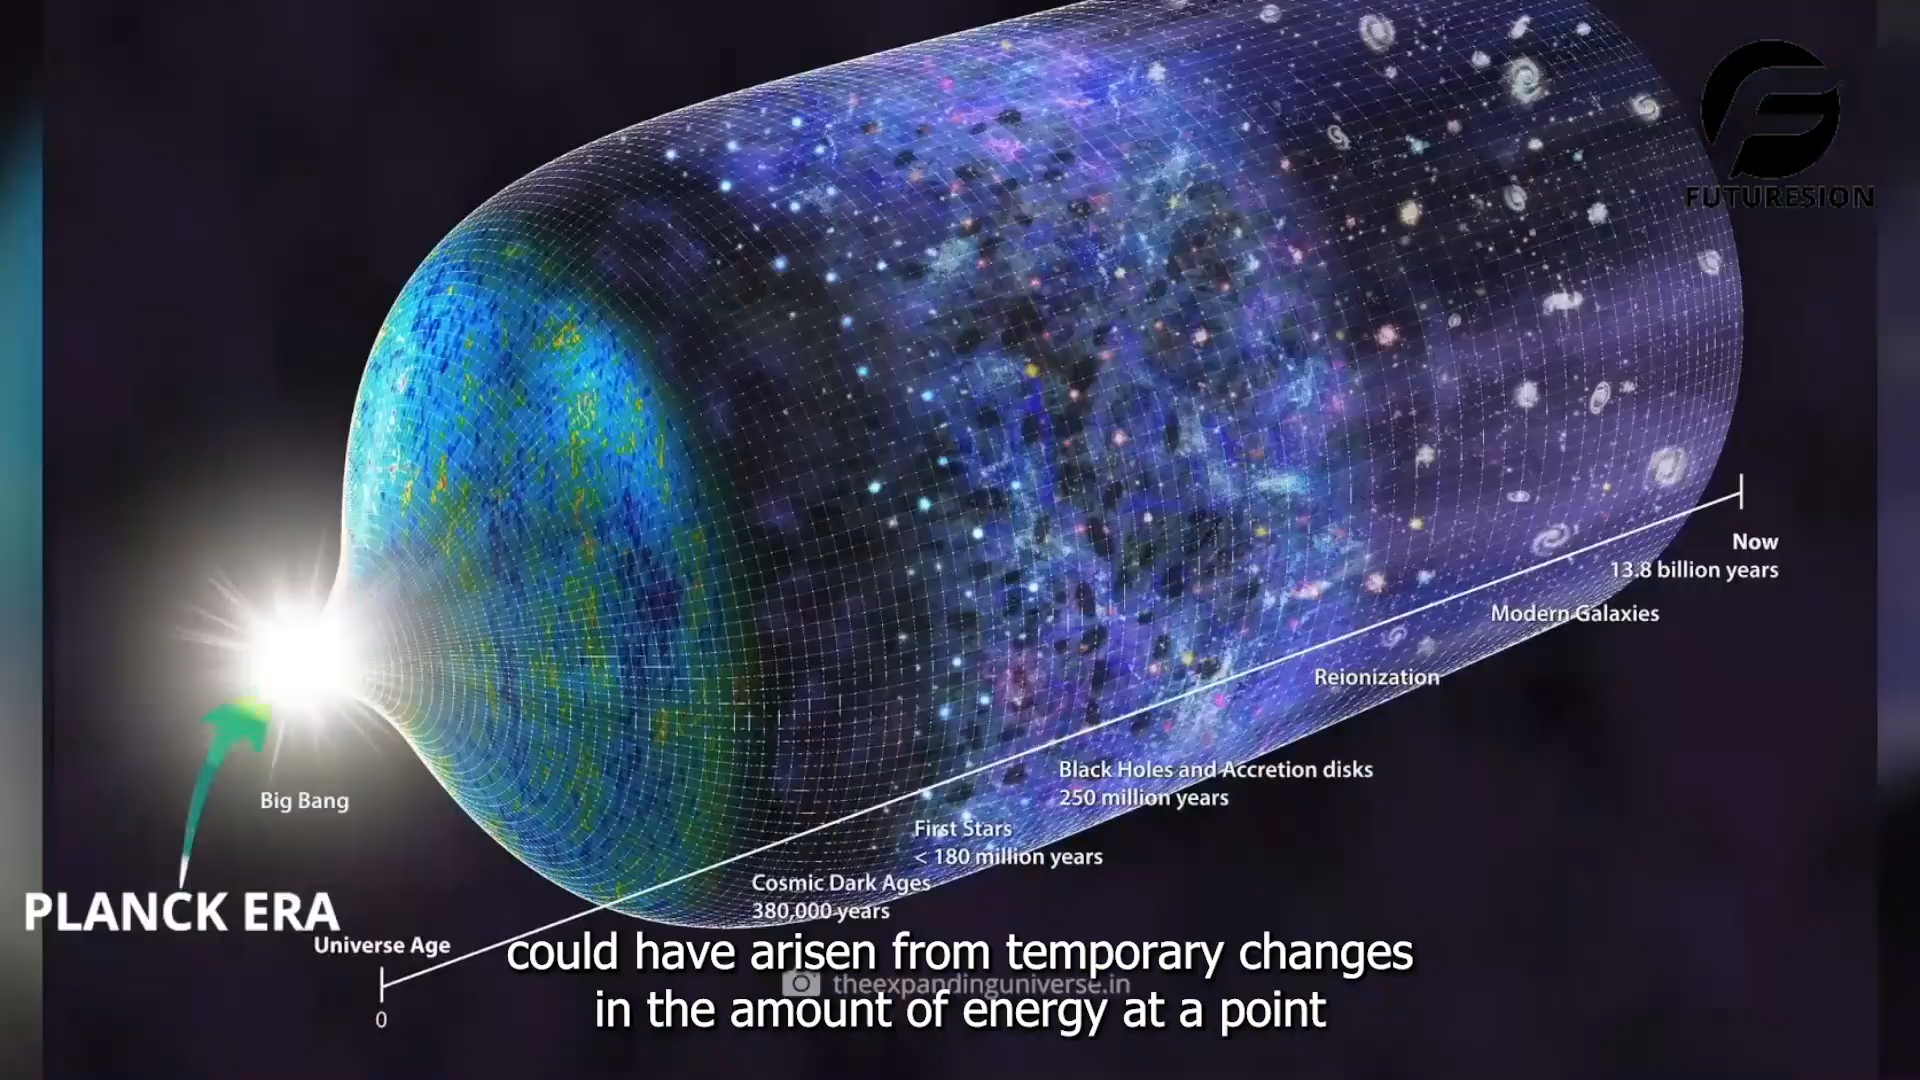 FUTURESION
Now
13.8 billion years
Modern Galaxies
Reionization
Black Holes and Accretion disks
250 million years
First Stars
< 180 million years
Cosmic Dark Ages
380,000 years
Big Bang
PLANCK ERA
Universe Age
0
theexpandinguniverse.in
could have arisen from temporary changes
in the amount of energy at a point